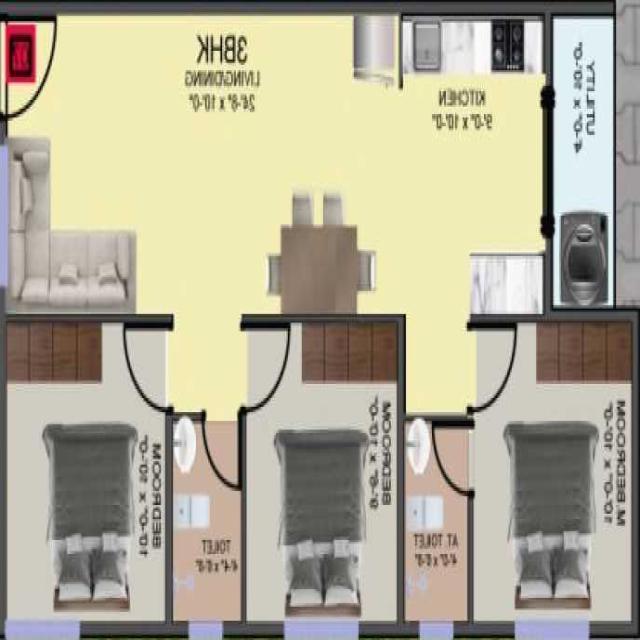 3BHK
LIVING/DINING
24'-8" x 10'-0"
KITCHEN
9'-0" x 10'-0"
UTILITY
4'-0" x 10'-0"
BEDROOM
10'-0" x 10'-0"
TOILET
4'-4" x 8'-0"
BEDROOM
9'-6" x 10'-0"
AT TOILET
4'-0" x 8'-0"
M.BEDROOM
10'-0" x 10'-0"